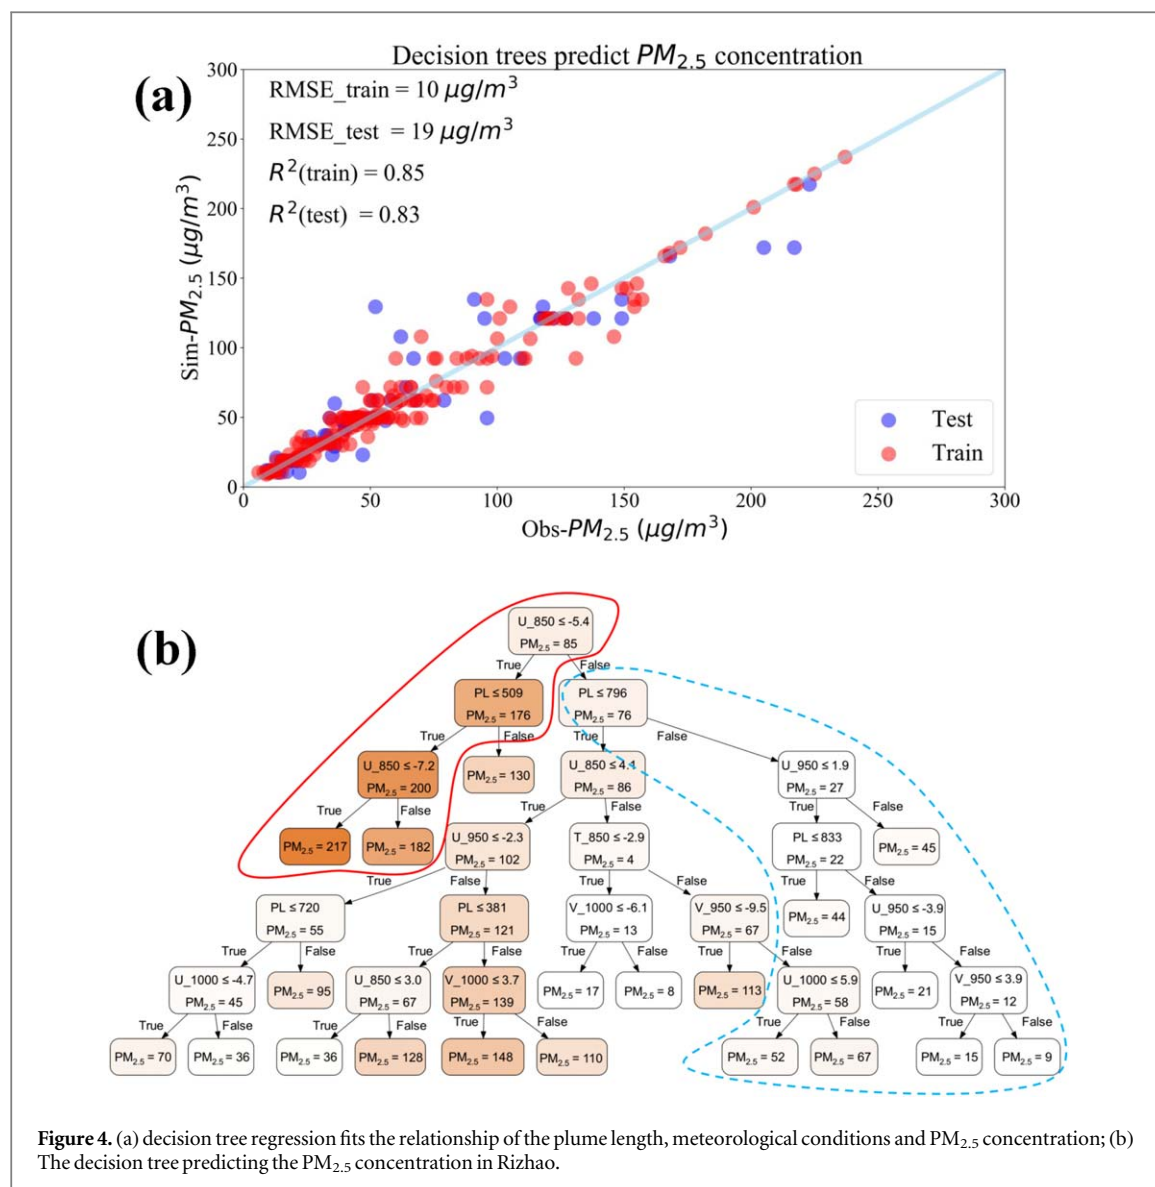 Decision trees predict PM2.5 concentration
(a)
300
250
200
150
100
50
0
Sim-PM2.5 (μg/m³)
RMSE_train = 10 μg/m³
RMSE_test = 19 μg/m³
R²(train) = 0.85
R²(test) = 0.83
Test
Train
0 50 100 150 200 250 300
Obs-PM2.5 (μg/m³)
(b)
U_850 ≤ -5.4
PM2.5 = 85
True False
PL ≤ 509 PL ≤ 796
PM2.5 = 176 PM2.5 = 76
True False True False
U_850 ≤ -7.2 PM2.5 = 130 U_850 ≤ 4.1 U_950 ≤ 1.9
PM2.5 = 200 PM2.5 = 86 PM2.5 = 27
True False True False True False
PM2.5 = 217 PM2.5 = 182 U_950 ≤ -2.3 T_850 ≤ -2.9 PL ≤ 833 PM2.5 = 45
PM2.5 = 102 PM2.5 = 4 PM2.5 = 22
True False True False True False
PL ≤ 720 PL ≤ 381 V_1000 ≤ -6.1 V_950 ≤ -9.5 PM2.5 = 44 U_950 ≤ -3.9
PM2.5 = 55 PM2.5 = 121 PM2.5 = 13 PM2.5 = 67 PM2.5 = 15
True False True False True False True False True False
U_1000 ≤ -4.7 PM2.5 = 95 U_850 ≤ 3.0 V_1000 ≤ 3.7 PM2.5 = 17 PM2.5 = 8 PM2.5 = 113 U_1000 ≤ 5.9 PM2.5 = 21 V_950 ≤ 3.9
PM2.5 = 45 PM2.5 = 67 PM2.5 = 139 PM2.5 = 58 PM2.5 = 12
True False True False True False True False True False
PM2.5 = 70 PM2.5 = 36 PM2.5 = 36 PM2.5 = 128 PM2.5 = 148 PM2.5 = 110 PM2.5 = 52 PM2.5 = 67 PM2.5 = 15 PM2.5 = 9
Figure 4. (a) decision tree regression fits the relationship of the plume length, meteorological conditions and PM2.5 concentration; (b)
The decision tree predicting the PM2.5 concentration in Rizhao.